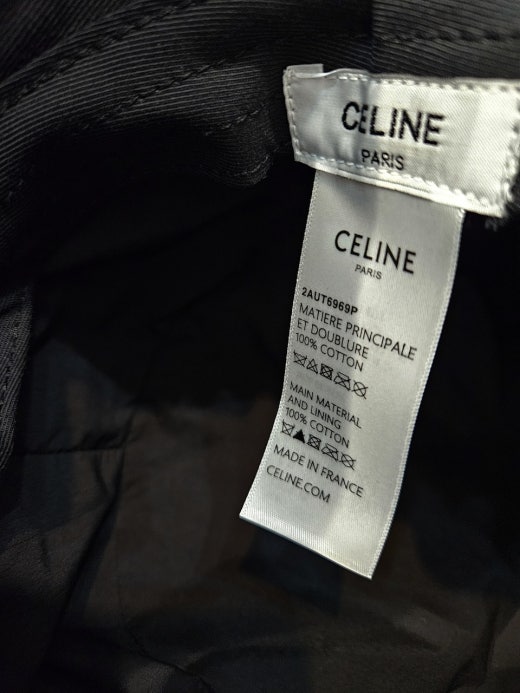 CELINE
PARIS
CELINE
PARIS
2AUT6969P
MATIERE PRINCIPALE
ET DOUBLURE
100% COTTON
MAIN MATERIAL
AND LINING
100% COTTON
MADE IN FRANCE
CELINE.COM